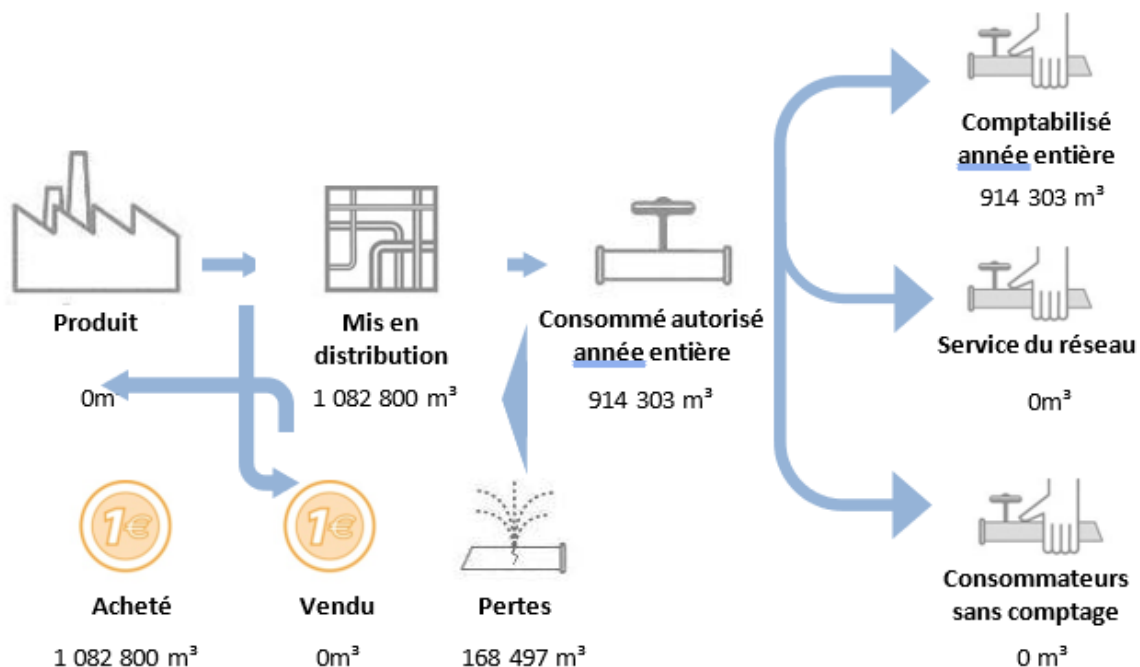 Comptabilisé
année entière
914 303 m³
Produit
0m
Mis en
distribution
1 082 800 m³
Consommé autorisé
année entière
914 303 m³
Service du réseau
0m³
1€
Acheté
1 082 800 m³
1€
Vendu
0m³
Pertes
168 497 m³
Consommateurs
sans comptage
0 m³